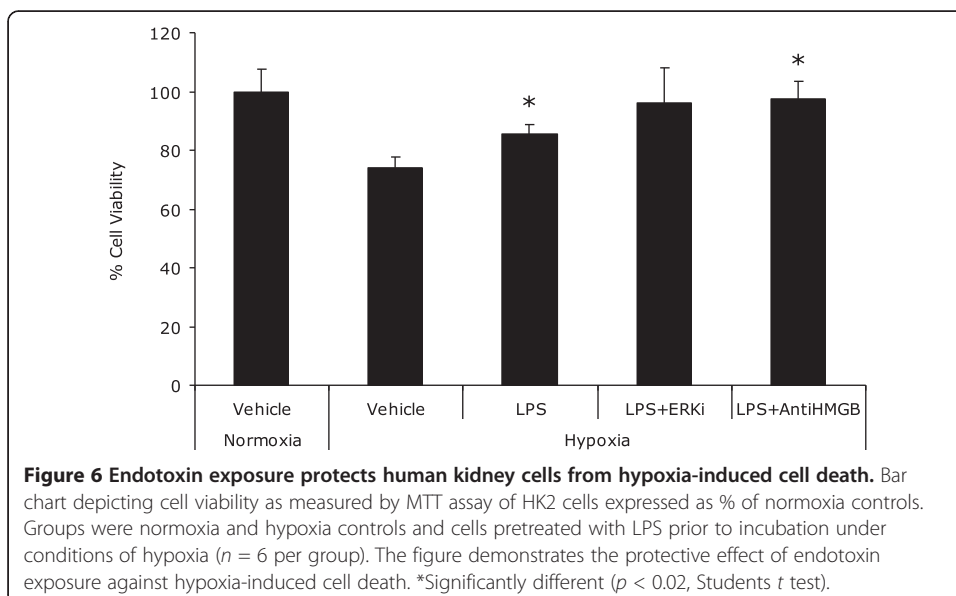 120
*
100
*
80
60
40
20
0
% Cell Viability
Vehicle Vehicle LPS LPS+ERKi LPS+AntiHMGB
Normoxia Hypoxia
Figure 6 Endotoxin exposure protects human kidney cells from hypoxia-induced cell death. Bar
chart depicting cell viability as measured by MTT assay of HK2 cells expressed as % of normoxia controls.
Groups were normoxia and hypoxia controls and cells pretreated with LPS prior to incubation under
conditions of hypoxia (n = 6 per group). The figure demonstrates the protective effect of endotoxin
exposure against hypoxia-induced cell death. *Significantly different (p < 0.02, Students t test).